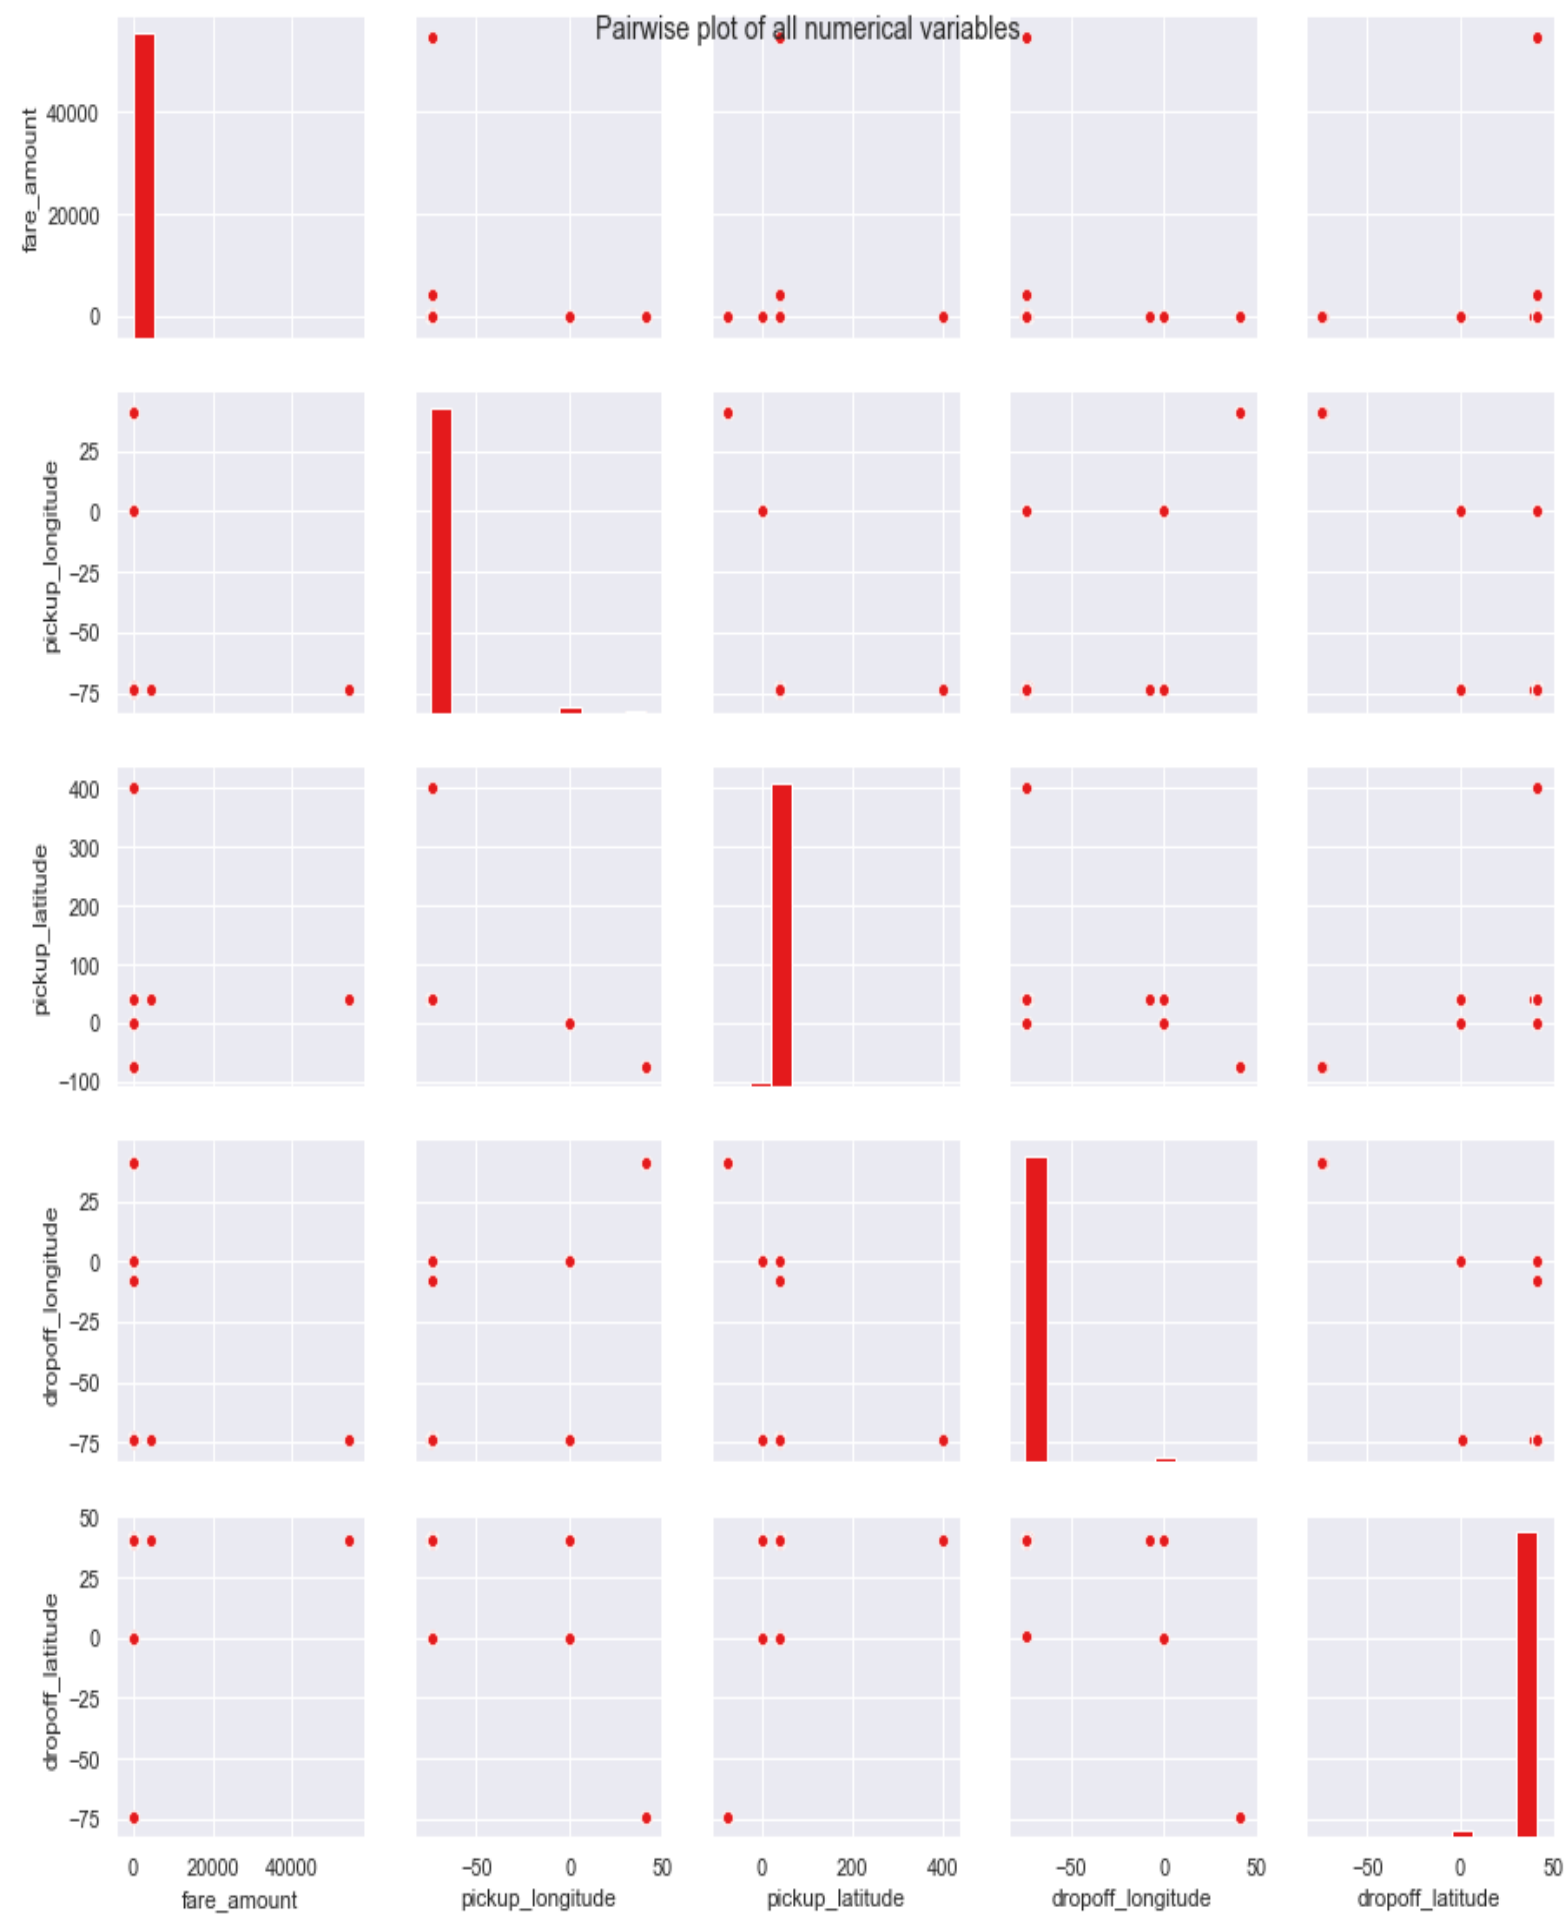 Pairwise plot of all numerical variables
fare_amount
40000
20000
0
pickup_longitude
25
0
−25
−50
−75
pickup_latitude
400
300
200
100
0
−100
dropoff_longitude
25
0
−25
−50
−75
dropoff_latitude
50
25
0
−25
−50
−75
0 20000 40000
−50 0 50
0 200 400
−50 0 50
−50 0 50
fare_amount
pickup_longitude
pickup_latitude
dropoff_longitude
dropoff_latitude